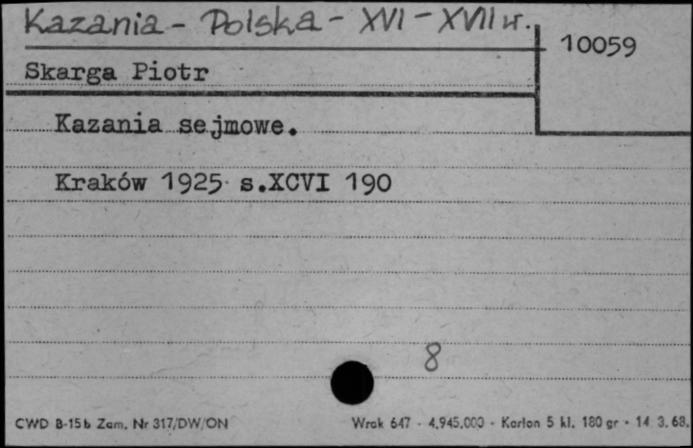 Kazania - Polska - XVI - XVII w.
10059
Skarga Piotr
Kazania sejmowe.
Kraków 1925 s.XCVI 190
8
CWD B-15b Zam. Nr 317/DW/ON
Wrak 647 - 4.945.000 - Karton 5 kl. 180 gr - 14.3.68.